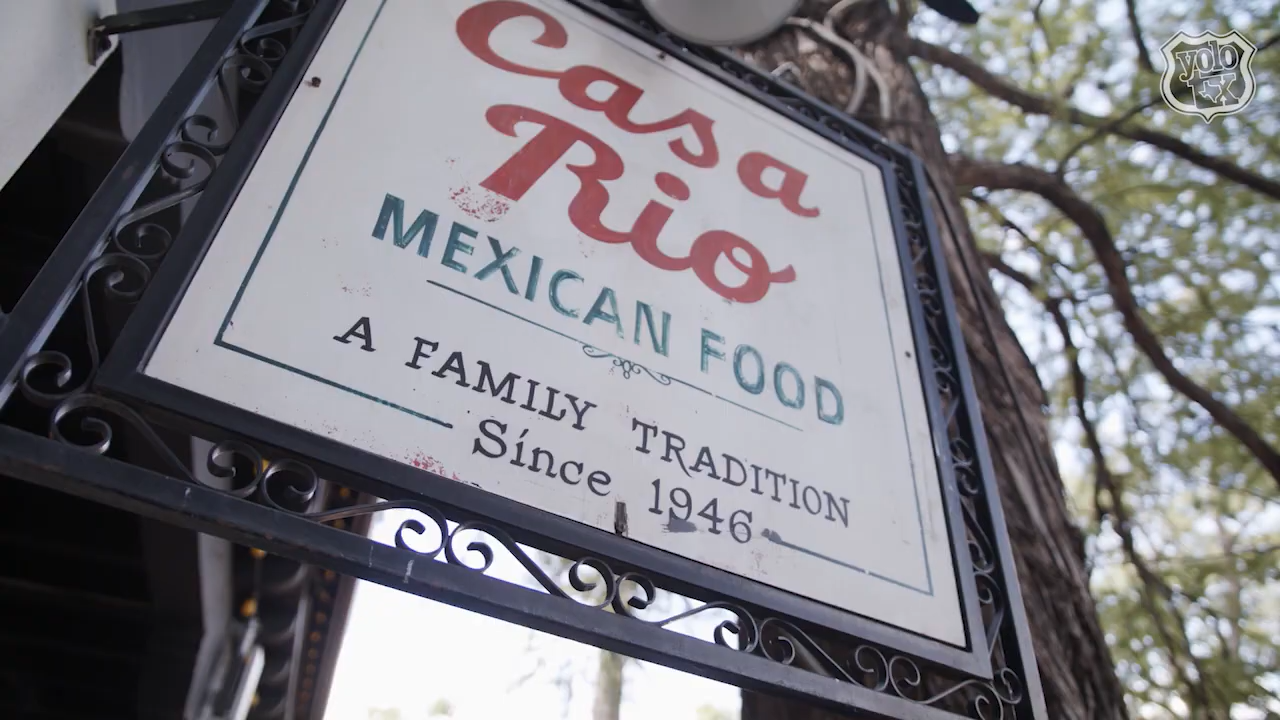 Casa
Rio
MEXICAN FOOD
A FAMILY TRADITION
Since 1946
yolo
TX